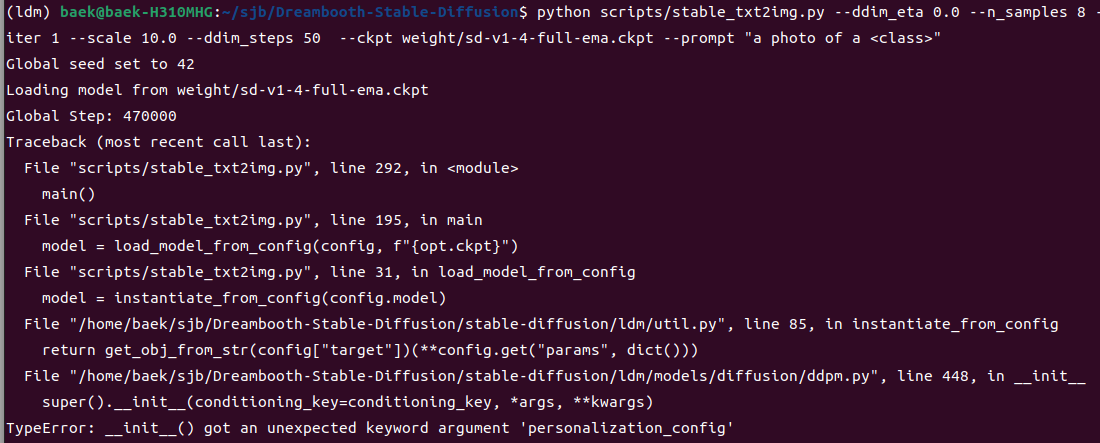 (ldm) baek@baek-H310MHG:~/sjb/Dreambooth-Stable-Diffusion$ python scripts/stable_txt2img.py --ddim_eta 0.0 --n_samples 8 -
iter 1 --scale 10.0 --ddim_steps 50  --ckpt weight/sd-v1-4-full-ema.ckpt --prompt "a photo of a <class>"
Global seed set to 42
Loading model from weight/sd-v1-4-full-ema.ckpt
Global Step: 470000
Traceback (most recent call last):
  File "scripts/stable_txt2img.py", line 292, in <module>
    main()
  File "scripts/stable_txt2img.py", line 195, in main
    model = load_model_from_config(config, f"{opt.ckpt}")
  File "scripts/stable_txt2img.py", line 31, in load_model_from_config
    model = instantiate_from_config(config.model)
  File "/home/baek/sjb/Dreambooth-Stable-Diffusion/stable-diffusion/ldm/util.py", line 85, in instantiate_from_config
    return get_obj_from_str(config["target"])(**config.get("params", dict()))
  File "/home/baek/sjb/Dreambooth-Stable-Diffusion/stable-diffusion/ldm/models/diffusion/ddpm.py", line 448, in __init__
    super().__init__(conditioning_key=conditioning_key, *args, **kwargs)
TypeError: __init__() got an unexpected keyword argument 'personalization_config'